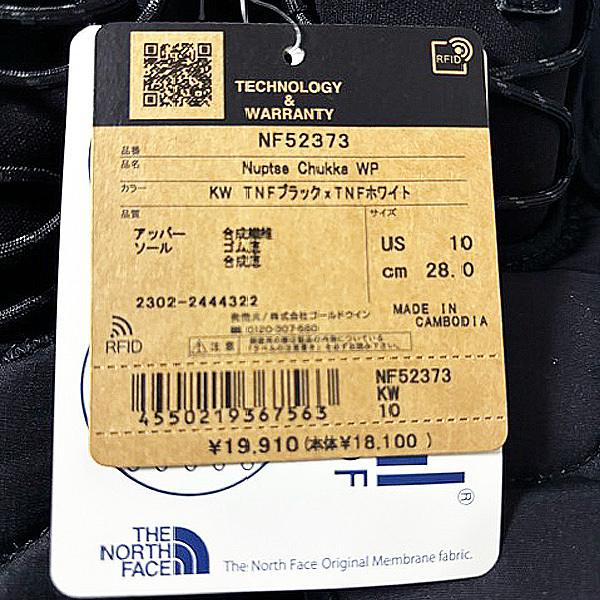 RFID
TECHNOLOGY
&
WARRANTY
品番 NF52373
品名 Nuptse Chukka WP
カラー KW TNFブラック×TNFホワイト
品質 サイズ
アッパー 合成繊維
ソール ゴム底
合成底
US 10
cm 28.0
2302-2444322
発売元/株式会社ゴールドウイン
0120-307-560
MADE IN
CAMBODIA
RFID
注意
NF52373
KW
10
4550219367563
¥19,910(本体¥18,100)
®
THE
NORTH
FACE
The North Face Original Membrane fabric.